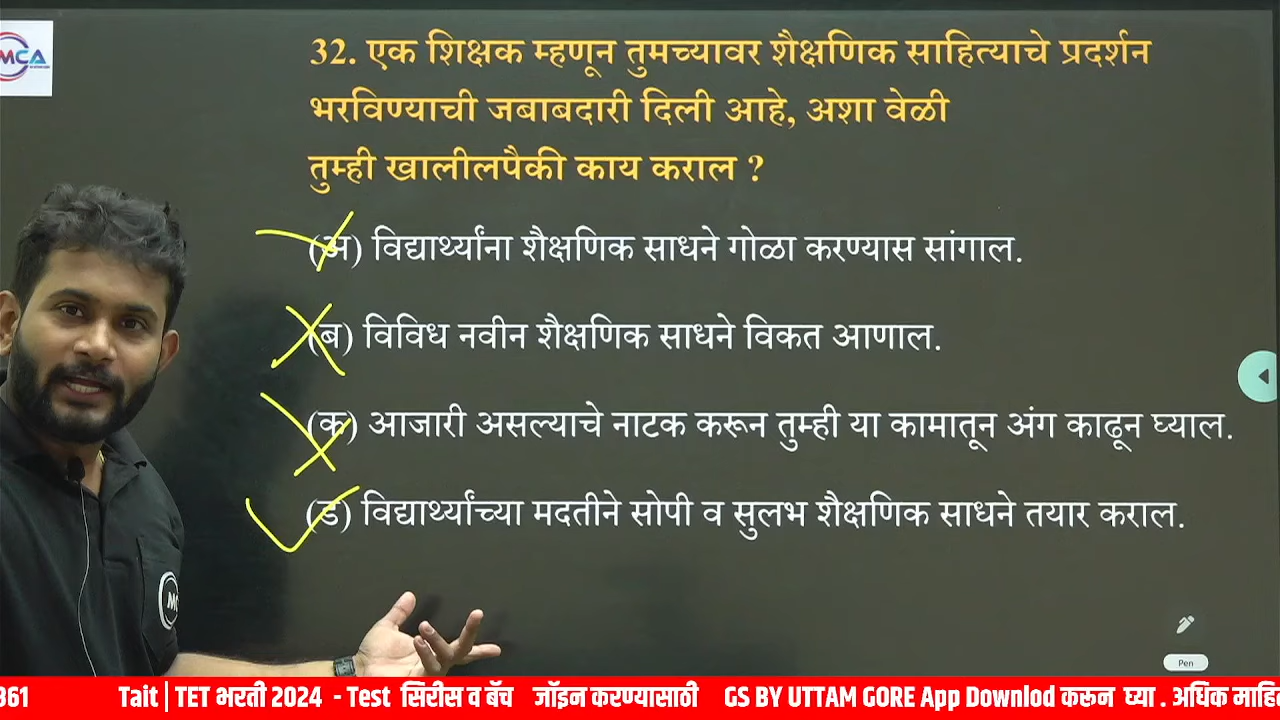 MCA
32. एक शिक्षक म्हणून तुमच्यावर शैक्षणिक साहित्याचे प्रदर्शन
भरविण्याची जबाबदारी दिली आहे, अशा वेळी
तुम्ही खालीलपैकी काय कराल ?
(अ) विद्यार्थ्यांना शैक्षणिक साधने गोळा करण्यास सांगाल.
(ब) विविध नवीन शैक्षणिक साधने विकत आणाल.
(क) आजारी असल्याचे नाटक करून तुम्ही या कामातून अंग काढून घ्याल.
(ड) विद्यार्थ्यांच्या मदतीने सोपी व सुलभ शैक्षणिक साधने तयार कराल.
Pen
361 Tait | TET भरती 2024 - Test सिरीस व बॅच जॉइन करण्यासाठी GS BY UTTAM GORE App Downlod करून घ्या . अधिक